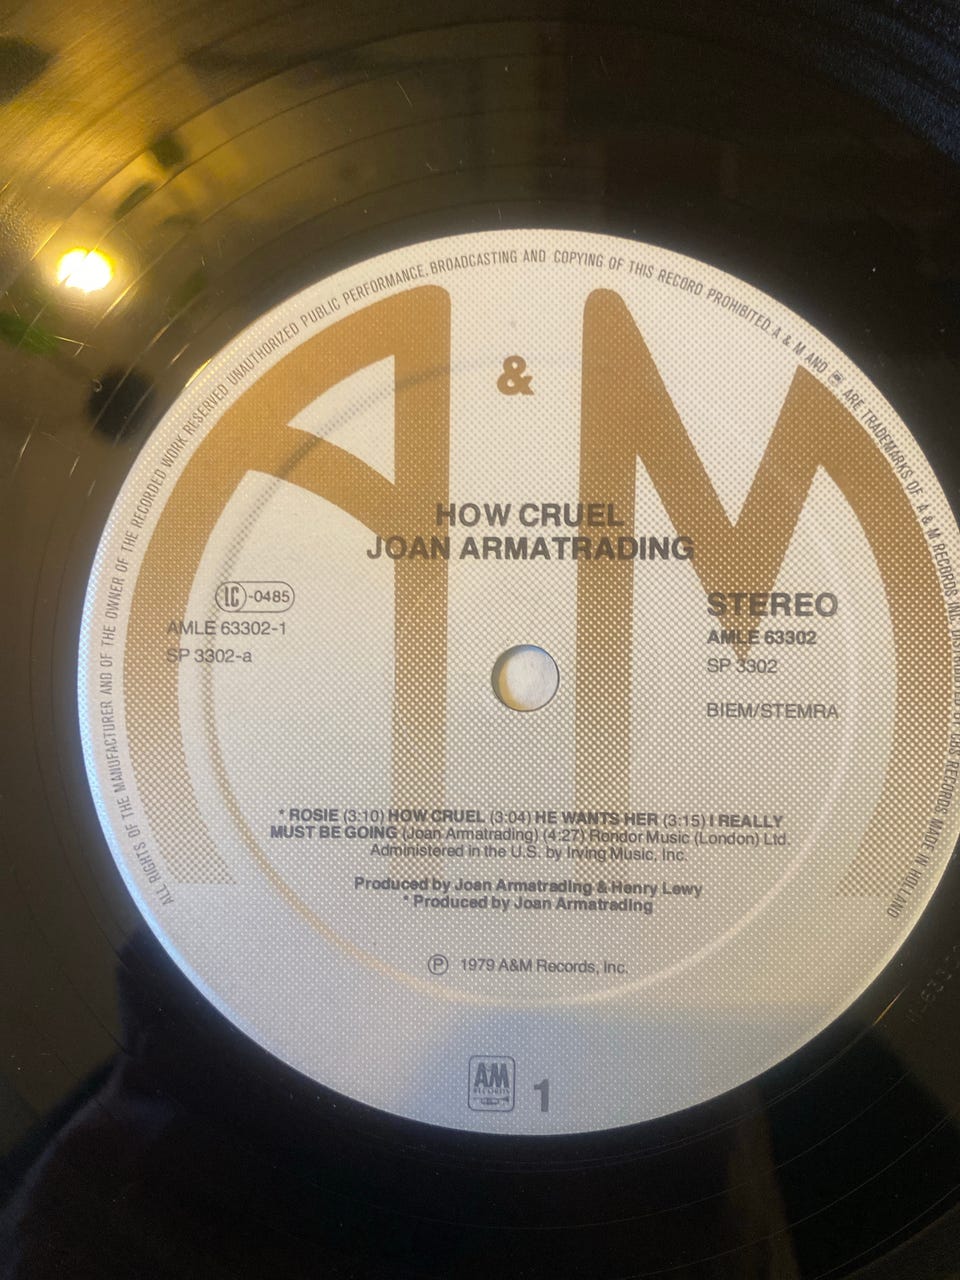 ALL RIGHTS OF THE MANUFACTURER AND OF THE OWNER OF THE RECORDED WORK RESERVED UNAUTHORIZED PUBLIC PERFORMANCE, BROADCASTING AND COPYING OF THIS RECORD PROHIBITED A & M AND ARE TRADEMARKS OF A & M RECORDS INC. DISTRIBUTED BY CBS RECORDS. MADE IN HOLLAND
A & M
HOW CRUEL
JOAN ARMATRADING
LC-0485
AMLE 63302-1
SP 3302-a
STEREO
AMLE 63302
SP 3302
BIEM/STEMRA
* ROSIE (3:10) HOW CRUEL (3:04) HE WANTS HER (3:15) I REALLY
MUST BE GOING (Joan Armatrading) (4:27) Rondor Music (London) Ltd.
Administered in the U.S. by Irving Music, Inc.
Produced by Joan Armatrading & Henry Lewy
* Produced by Joan Armatrading
℗ 1979 A&M Records, Inc.
AM
RECORDS
1